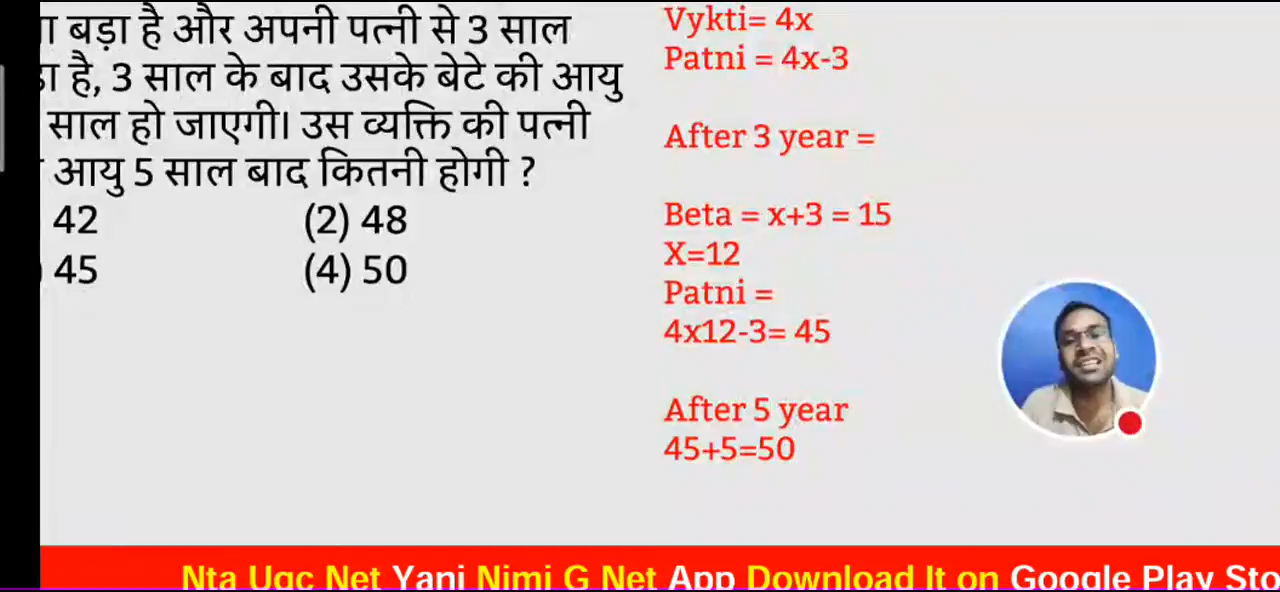 बड़ा है और अपनी पत्नी से 3 साल
है, 3 साल के बाद उसके बेटे की आयु
साल हो जाएगी। उस व्यक्ति की पत्नी
आयु 5 साल बाद कितनी होगी ?
42 (2) 48
45 (4) 50
Vykti= 4x
Patni = 4x-3
After 3 year =
Beta = x+3 = 15
X=12
Patni =
4x12-3= 45
After 5 year
45+5=50
Nta Ugc Net Yani Nimi G Net App Download It on Google Play Sto